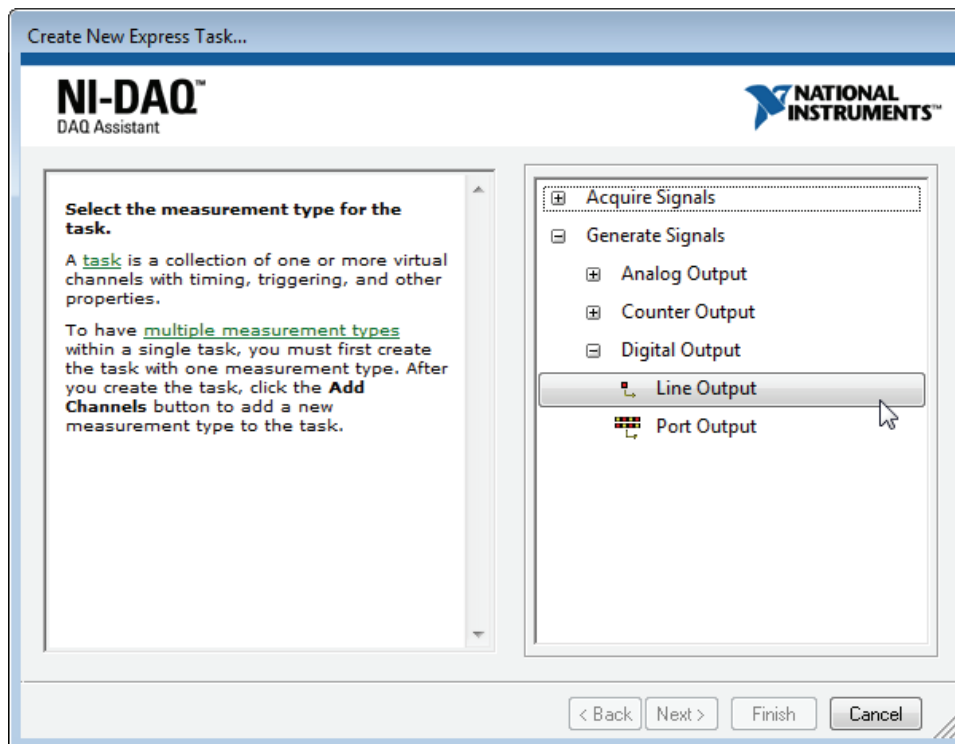 Create New Express Task...
NI-DAQ™
DAQ Assistant
NATIONAL
INSTRUMENTS™
Select the measurement type for the
task.
A task is a collection of one or more virtual
channels with timing, triggering, and other
properties.
To have multiple measurement types
within a single task, you must first create
the task with one measurement type. After
you create the task, click the Add
Channels button to add a new
measurement type to the task.
Acquire Signals
Generate Signals
Analog Output
Counter Output
Digital Output
Line Output
Port Output
< Back
Next >
Finish
Cancel